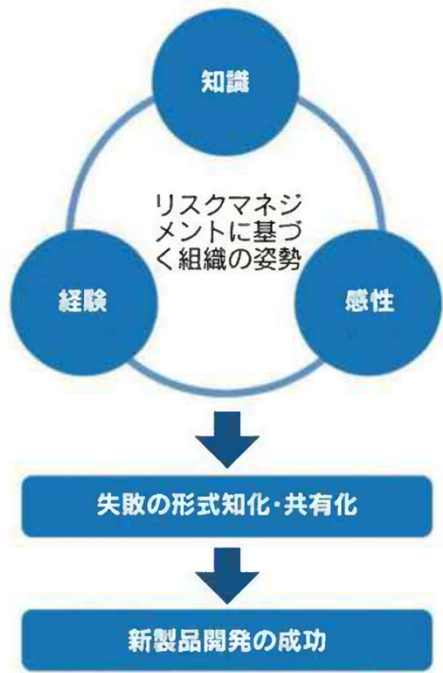 知識
リスクマネジ
メントに基づ
く組織の姿勢
経験
感性
失敗の形式知化・共有化
新製品開発の成功